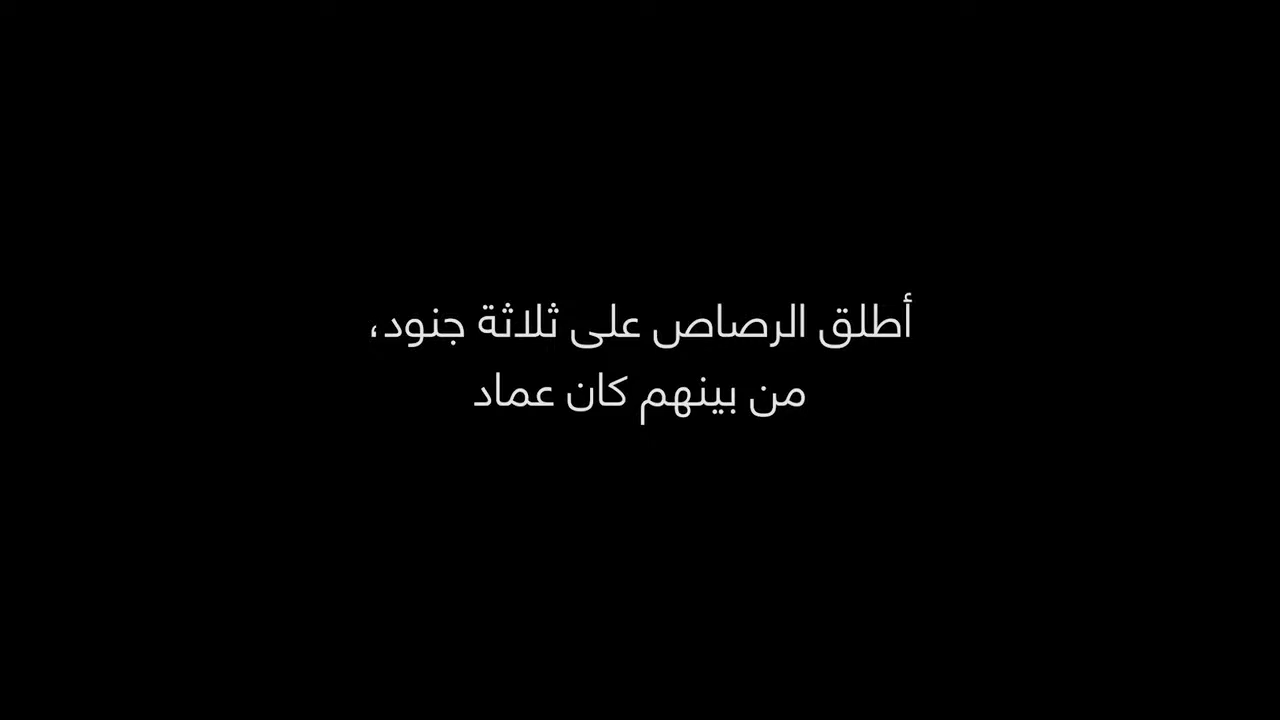 أطلق الرصاص على ثلاثة جنود،
من بينهم كان عماد